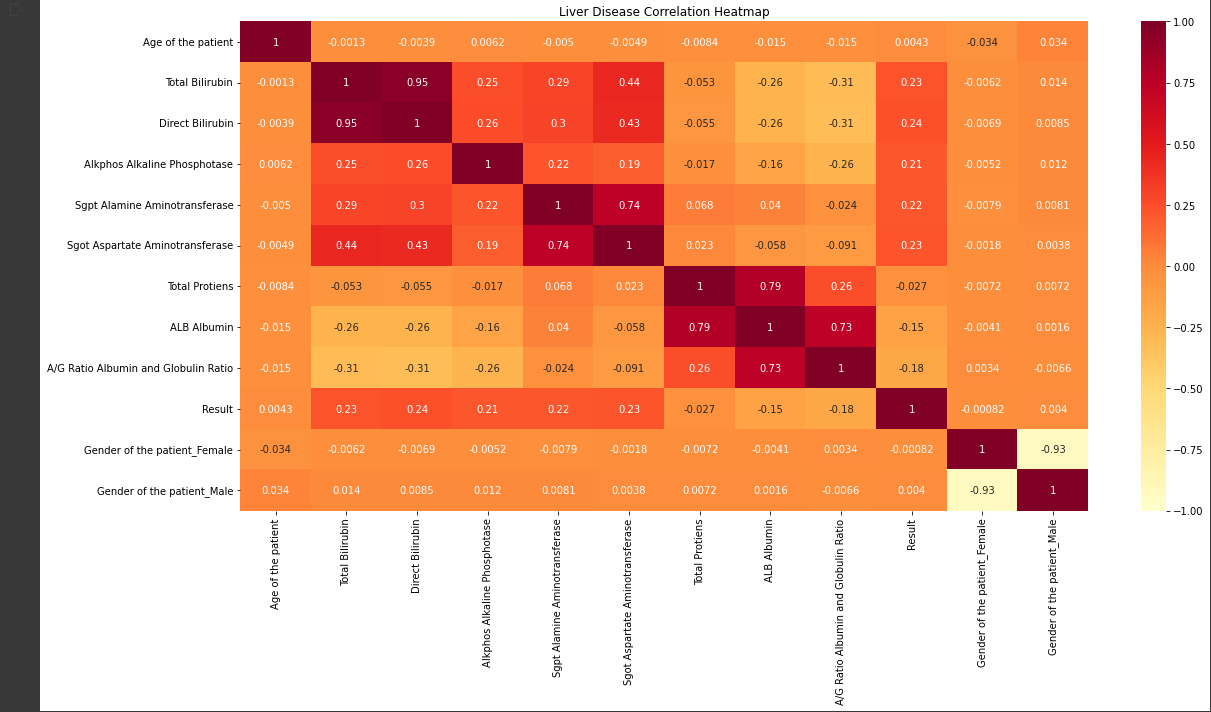 Liver Disease Correlation Heatmap
Age of the patient 1 -0.0013 -0.0039 0.0062 -0.005 -0.0049 -0.0084 -0.015 -0.015 0.0043 -0.034 0.034
Total Bilirubin -0.0013 1 0.95 0.25 0.29 0.44 -0.053 -0.26 -0.31 0.23 -0.0062 0.014
Direct Bilirubin -0.0039 0.95 1 0.26 0.3 0.43 -0.055 -0.26 -0.31 0.24 -0.0069 0.0085
Alkphos Alkaline Phosphotase 0.0062 0.25 0.26 1 0.22 0.19 -0.017 -0.16 -0.26 0.21 -0.0052 0.012
Sgpt Alamine Aminotransferase -0.005 0.29 0.3 0.22 1 0.74 0.068 0.04 -0.024 0.22 -0.0079 0.0081
Sgot Aspartate Aminotransferase -0.0049 0.44 0.43 0.19 0.74 1 0.023 -0.058 -0.091 0.23 -0.0018 0.0038
Total Protiens -0.0084 -0.053 -0.055 -0.017 0.068 0.023 1 0.79 0.26 -0.027 -0.0072 0.0072
ALB Albumin -0.015 -0.26 -0.26 -0.16 0.04 -0.058 0.79 1 0.73 -0.15 -0.0041 0.0016
A/G Ratio Albumin and Globulin Ratio -0.015 -0.31 -0.31 -0.26 -0.024 -0.091 0.26 0.73 1 -0.18 0.0034 -0.0066
Result 0.0043 0.23 0.24 0.21 0.22 0.23 -0.027 -0.15 -0.18 1 -0.00082 0.004
Gender of the patient_Female -0.034 -0.0062 -0.0069 -0.0052 -0.0079 -0.0018 -0.0072 -0.0041 0.0034 -0.00082 1 -0.93
Gender of the patient_Male 0.034 0.014 0.0085 0.012 0.0081 0.0038 0.0072 0.0016 -0.0066 0.004 -0.93 1
Age of the patient
Total Bilirubin
Direct Bilirubin
Alkphos Alkaline Phosphotase
Sgpt Alamine Aminotransferase
Sgot Aspartate Aminotransferase
Total Protiens
ALB Albumin
A/G Ratio Albumin and Globulin Ratio
Result
Gender of the patient_Female
Gender of the patient_Male
1.00
0.75
0.50
0.25
0.00
−0.25
−0.50
−0.75
−1.00